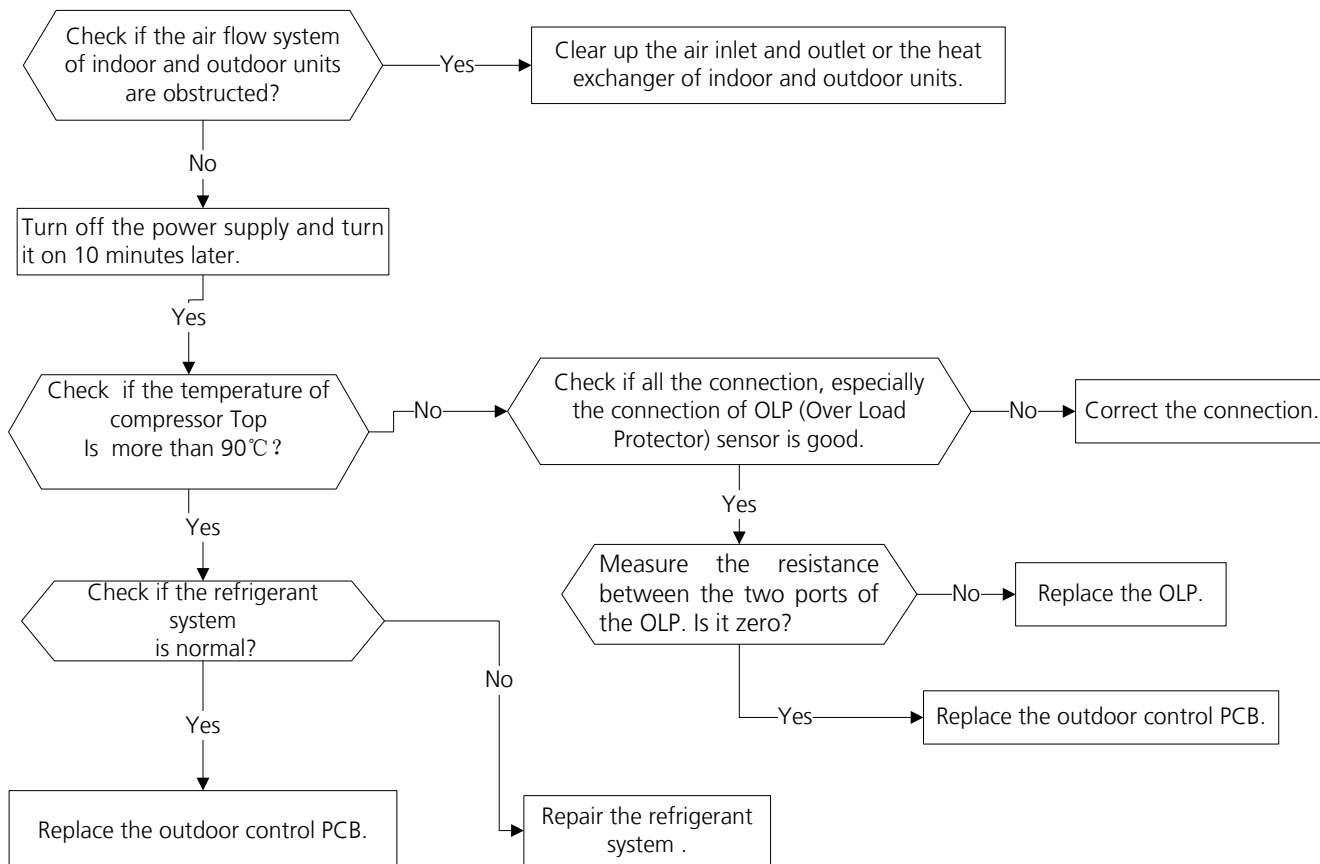 Check if the air flow system
of indoor and outdoor units
are obstructed?
Yes
Clear up the air inlet and outlet or the heat
exchanger of indoor and outdoor units.
No
Turn off the power supply and turn
it on 10 minutes later.
Yes
Check if the temperature of
compressor Top
Is more than 90℃?
No
Check if all the connection, especially
the connection of OLP (Over Load
Protector) sensor is good.
No
Correct the connection.
Yes
Yes
Measure the resistance
between the two ports of
the OLP. Is it zero?
No
Replace the OLP.
Check if the refrigerant
system
is normal?
No
Yes
Replace the outdoor control PCB.
Yes
Replace the outdoor control PCB.
Repair the refrigerant
system .